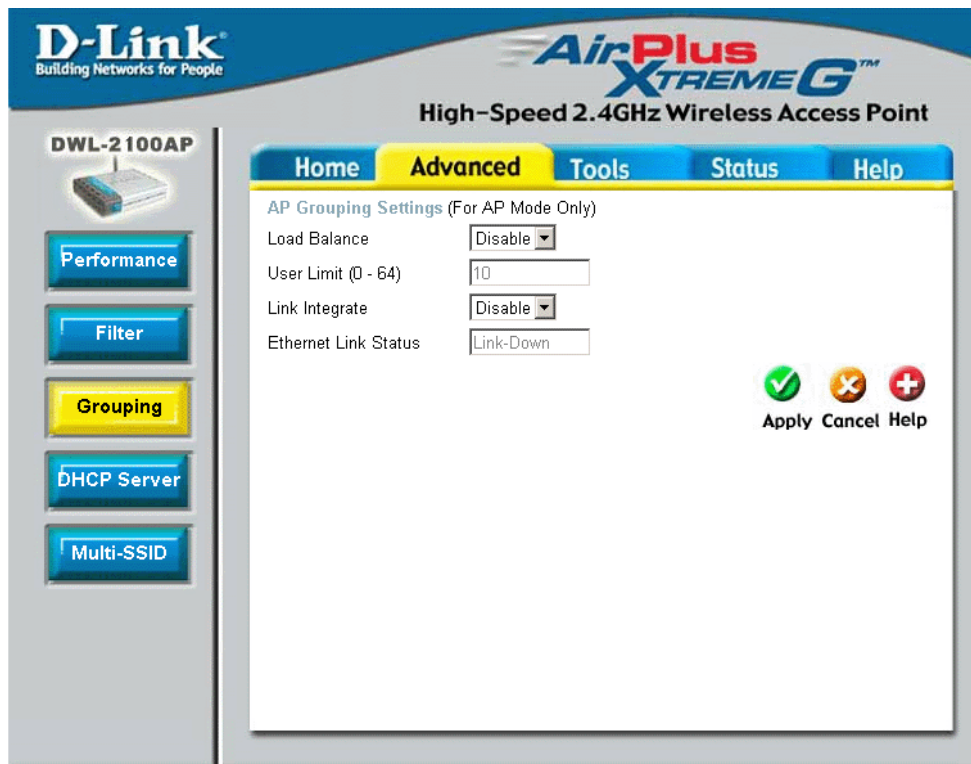 D-Link
Building Networks for People
AirPlus
XTREME G™
High-Speed 2.4GHz Wireless Access Point
DWL-2100AP
Home Advanced Tools Status Help
Performance
Filter
Grouping
DHCP Server
Multi-SSID
AP Grouping Settings (For AP Mode Only)
Load Balance Disable
User Limit (0 - 64) 10
Link Integrate Disable
Ethernet Link Status Link-Down
Apply Cancel Help